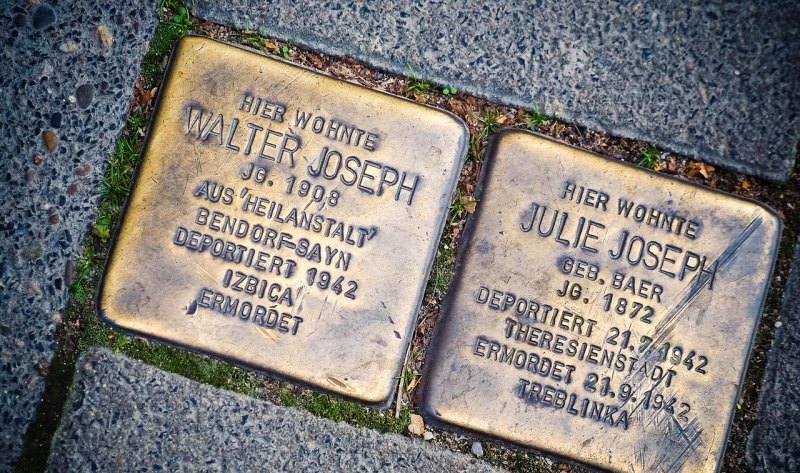 HIER WOHNTE
WALTER JOSEPH
JG. 1908
AUS 'HEILANSTALT'
BENDORF-SAYN
DEPORTIERT 1942
IZBICA
ERMORDET
HIER WOHNTE
JULIE JOSEPH
GEB. BAER
JG. 1872
DEPORTIERT 21.7.1942
THERESIENSTADT
ERMORDET 21.9.1942
TREBLINKA